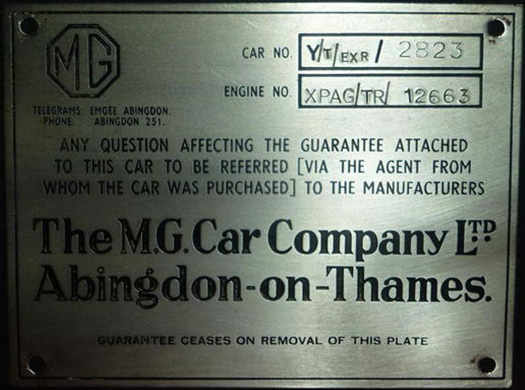 MG
CAR NO. Y/T/EXR/ 2823
ENGINE NO. XPAG/TR/ 12663
TELEGRAMS: EMGEE ABINGDON.
PHONE: ABINGDON 251.
ANY QUESTION AFFECTING THE GUARANTEE ATTACHED
TO THIS CAR TO BE REFERRED [VIA THE AGENT FROM
WHOM THE CAR WAS PURCHASED] TO THE MANUFACTURERS
The M.G. Car Company LTD
Abingdon-on-Thames.
GUARANTEE CEASES ON REMOVAL OF THIS PLATE